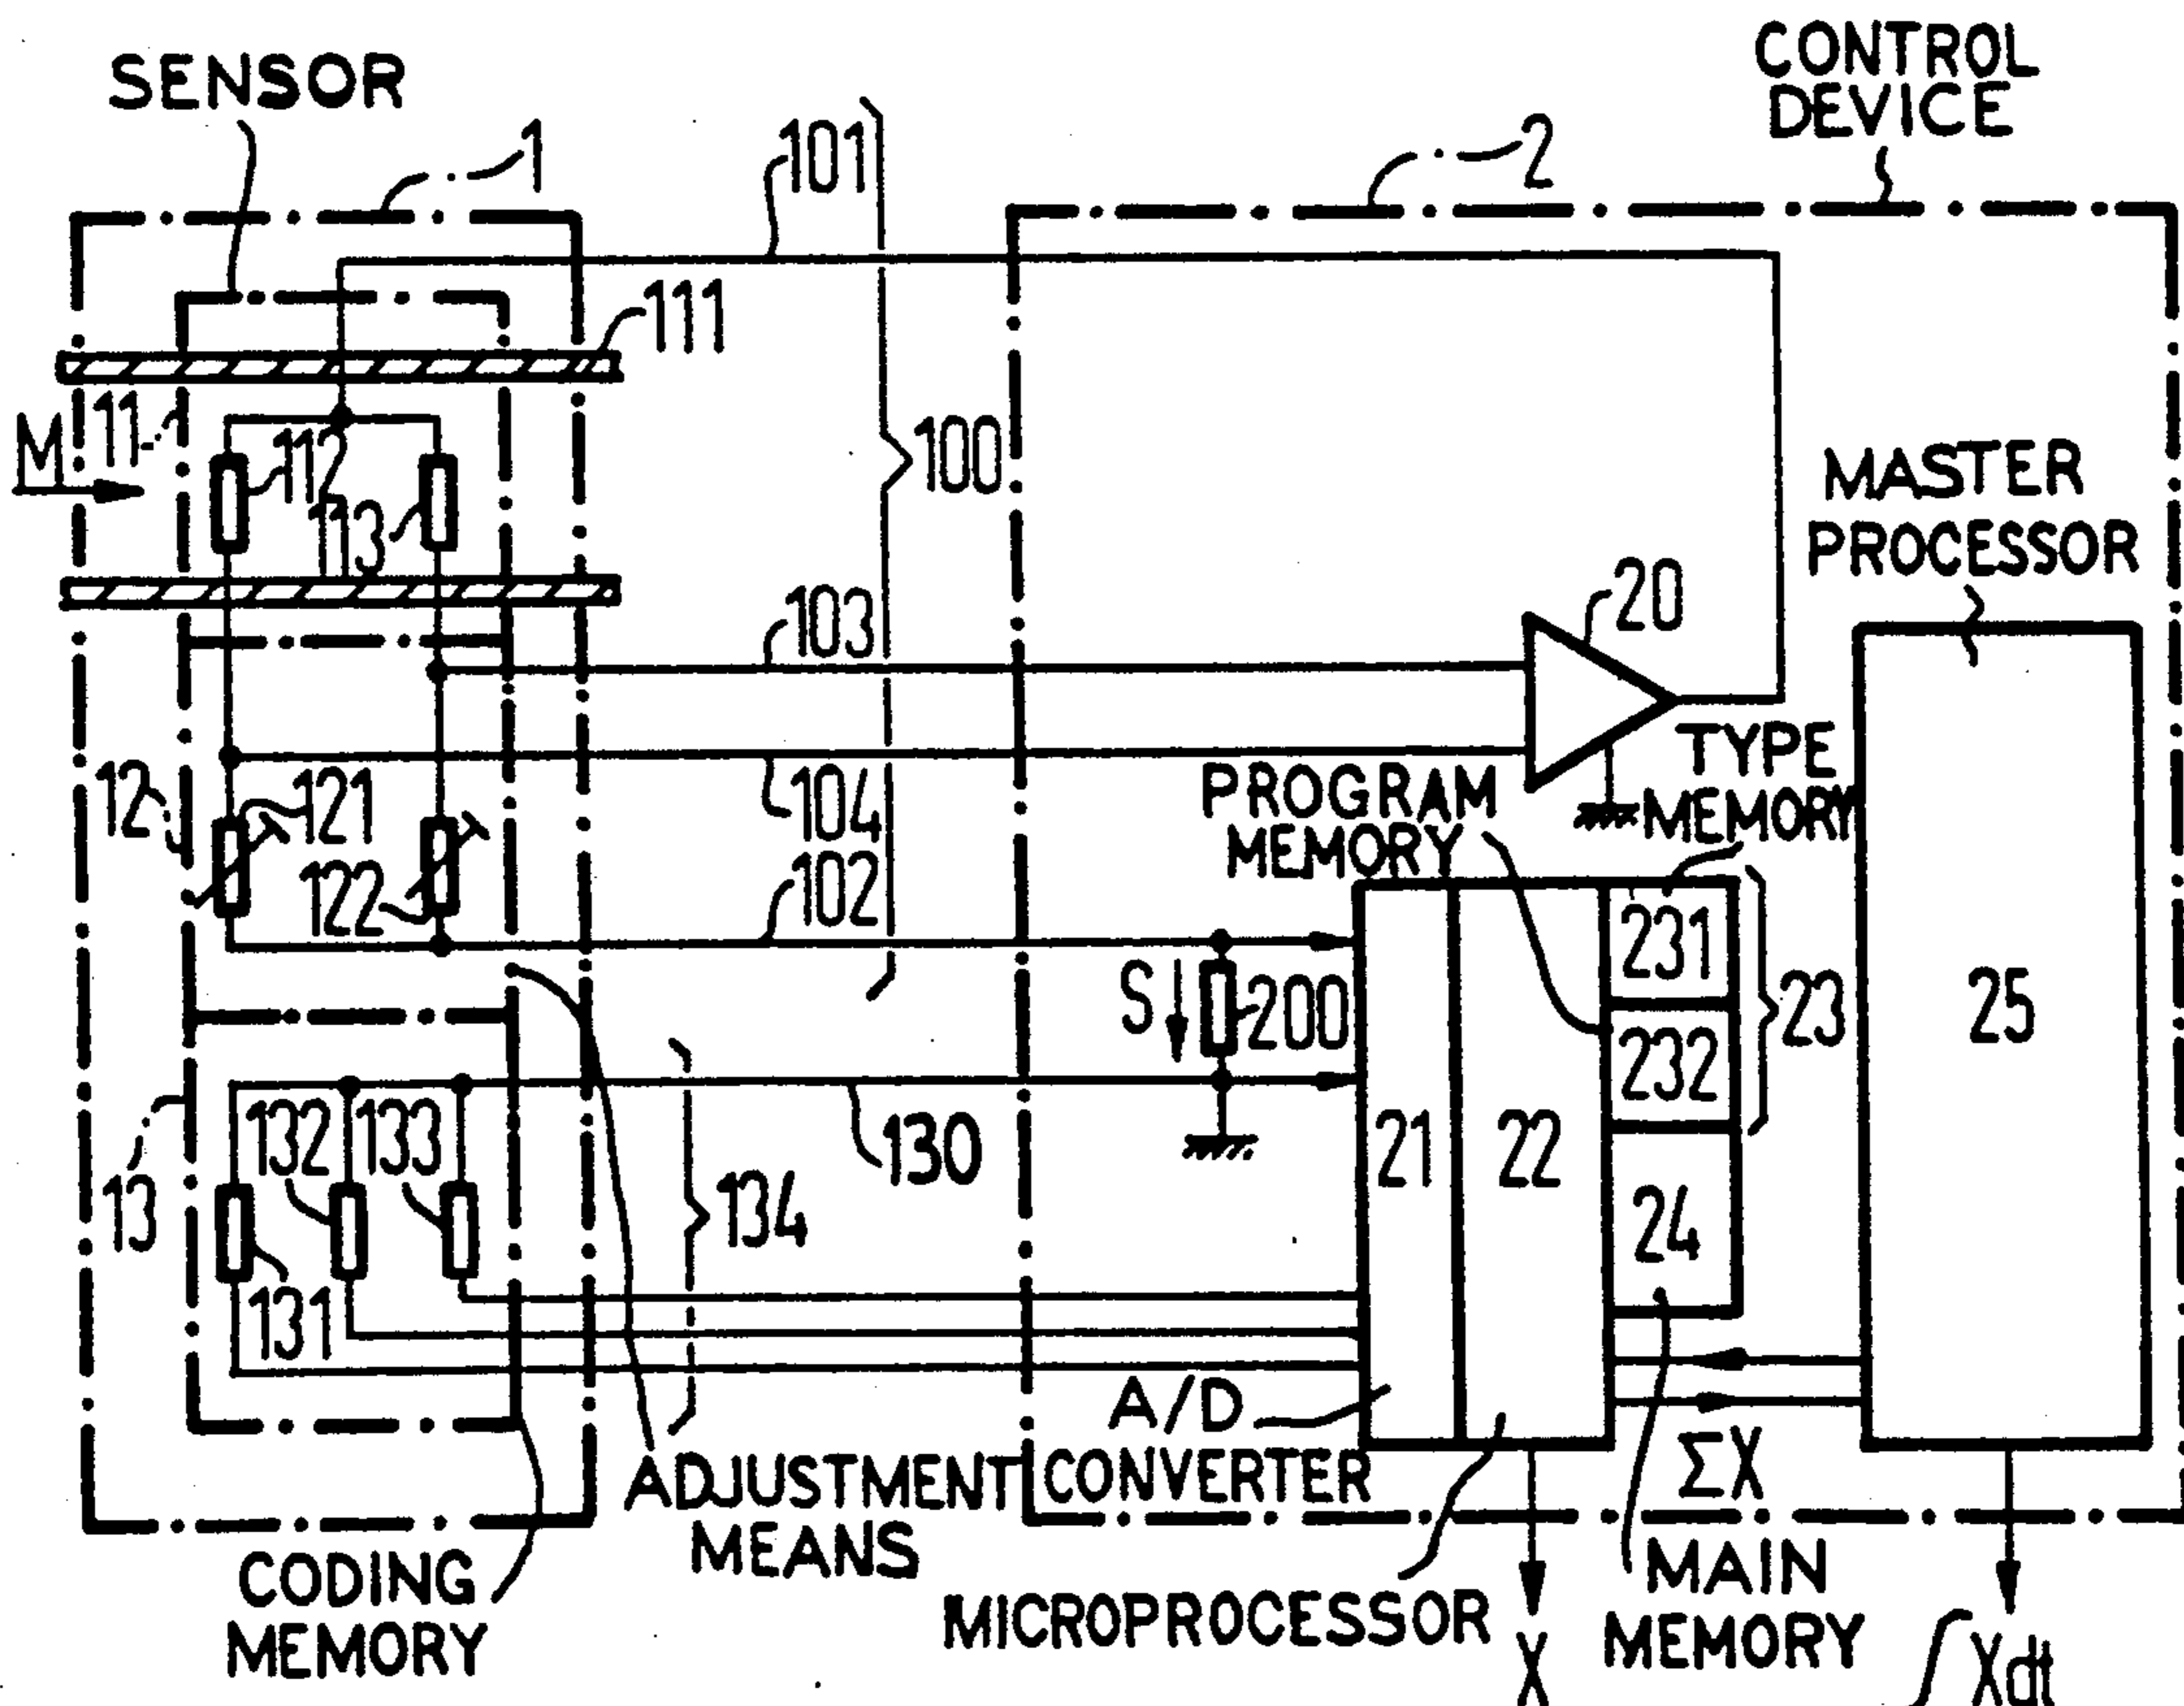 SENSOR
CONTROL
DEVICE
1
101
2
111
M
11
112
113
100
MASTER
PROCESSOR
103
20
12
121
122
104
102
PROGRAM
MEMORY
TYPE
MEMORY
S
200
231
232
23
25
132
133
130
21
22
24
13
131
134
A/D
CONVERTER
ΣX
ADJUSTMENT
MEANS
CODING
MEMORY
MICROPROCESSOR
MAIN
MEMORY
X
∫Xdt